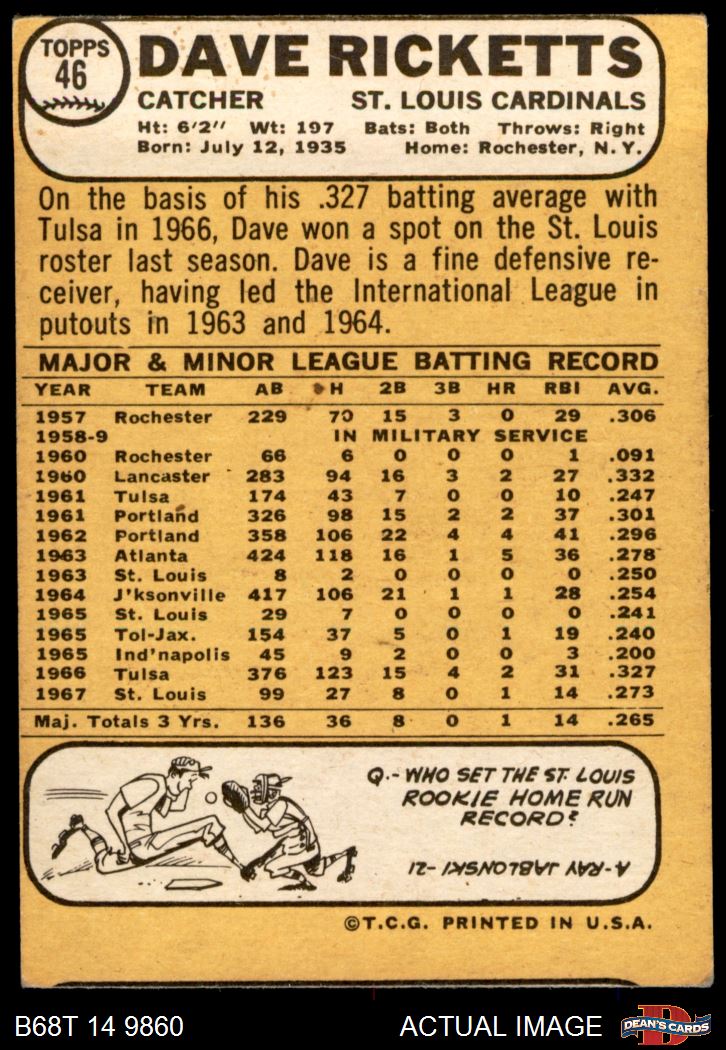 TOPPS
46
DAVE RICKETTS
CATCHER ST. LOUIS CARDINALS
Ht: 6'2" Wt: 197 Bats: Both Throws: Right
Born: July 12, 1935 Home: Rochester, N. Y.
On the basis of his .327 batting average with
Tulsa in 1966, Dave won a spot on the St. Louis
roster last season. Dave is a fine defensive re-
ceiver, having led the International League in
putouts in 1963 and 1964.
MAJOR & MINOR LEAGUE BATTING RECORD
YEAR TEAM AB H 2B 3B HR RBI AVG.
1957 Rochester 229 70 15 3 0 29 .306
1958-9 IN MILITARY SERVICE
1960 Rochester 66 6 0 0 0 1 .091
1960 Lancaster 283 94 16 3 2 27 .332
1961 Tulsa 174 43 7 0 0 10 .247
1961 Portland 326 98 15 2 2 37 .301
1962 Portland 358 106 22 4 4 41 .296
1963 Atlanta 424 118 16 1 5 36 .278
1963 St. Louis 8 2 0 0 0 0 .250
1964 J'ksonville 417 106 21 1 1 28 .254
1965 St. Louis 29 7 0 0 0 0 .241
1965 Tol-Jax. 154 37 5 0 1 19 .240
1965 Ind'napolis 45 9 2 0 0 3 .200
1966 Tulsa 376 123 15 4 2 31 .327
1967 St. Louis 99 27 8 0 1 14 .273
Maj. Totals 3 Yrs. 136 36 8 0 1 14 .265
Q.- WHO SET THE ST. LOUIS
ROOKIE HOME RUN
RECORD?
A-RAY JABLONSKI-21
©T.C.G. PRINTED IN U.S.A.
B68T 14 9860 ACTUAL IMAGE
D
DEAN'S CARDS